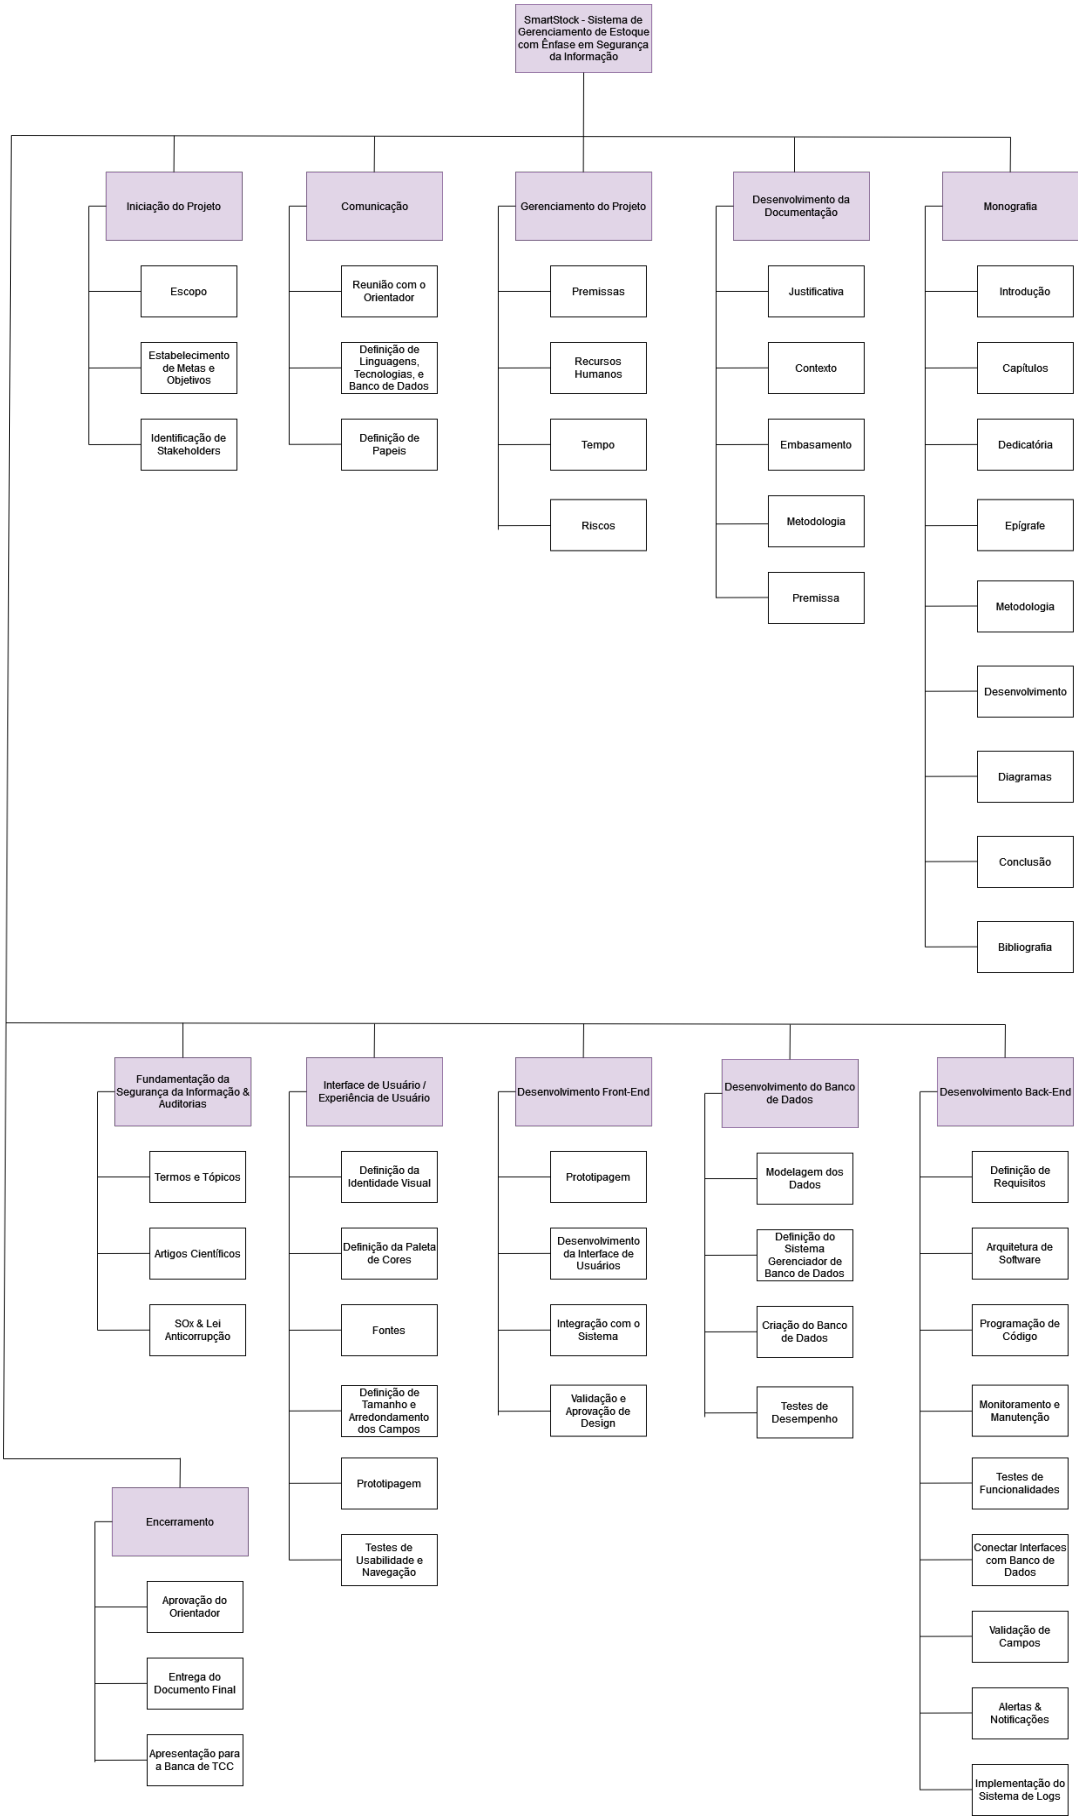 SmartStock - Sistema de
Gerenciamento de Estoque
com Ênfase em Segurança
da Informação
Iniciação do Projeto
Escopo
Estabelecimento
de Metas e
Objetivos
Identificação de
Stakeholders
Comunicação
Reunião com o
Orientador
Definição de
Linguagens,
Tecnologias, e
Banco de Dados
Definição de
Papeis
Gerenciamento do Projeto
Premissas
Recursos
Humanos
Tempo
Riscos
Desenvolvimento da
Documentação
Justificativa
Contexto
Embasamento
Metodologia
Premissa
Monografia
Introdução
Capítulos
Dedicatória
Epígrafe
Metodologia
Desenvolvimento
Diagramas
Conclusão
Bibliografia
Fundamentação da
Segurança da Informação &
Auditorias
Termos e Tópicos
Artigos Científicos
SOx & Lei
Anticorrupção
Interface de Usuário /
Experiência de Usuário
Definição da
Identidade Visual
Definição da Paleta
de Cores
Fontes
Definição de
Tamanho e
Arredondamento
dos Campos
Prototipagem
Testes de
Usabilidade e
Navegação
Desenvolvimento Front-End
Prototipagem
Desenvolvimento
da Interface de
Usuários
Integração com o
Sistema
Validação e
Aprovação de
Design
Desenvolvimento do Banco
de Dados
Modelagem dos
Dados
Definição do
Sistema
Gerenciador de
Banco de Dados
Criação do Banco
de Dados
Testes de
Desempenho
Desenvolvimento Back-End
Definição de
Requisitos
Arquitetura de
Software
Programação de
Código
Monitoramento e
Manutenção
Testes de
Funcionalidades
Conectar Interfaces
com Banco de
Dados
Validação de
Campos
Alertas &
Notificações
Implementação do
Sistema de Logs
Encerramento
Aprovação do
Orientador
Entrega do
Documento Final
Apresentação para
a Banca de TCC